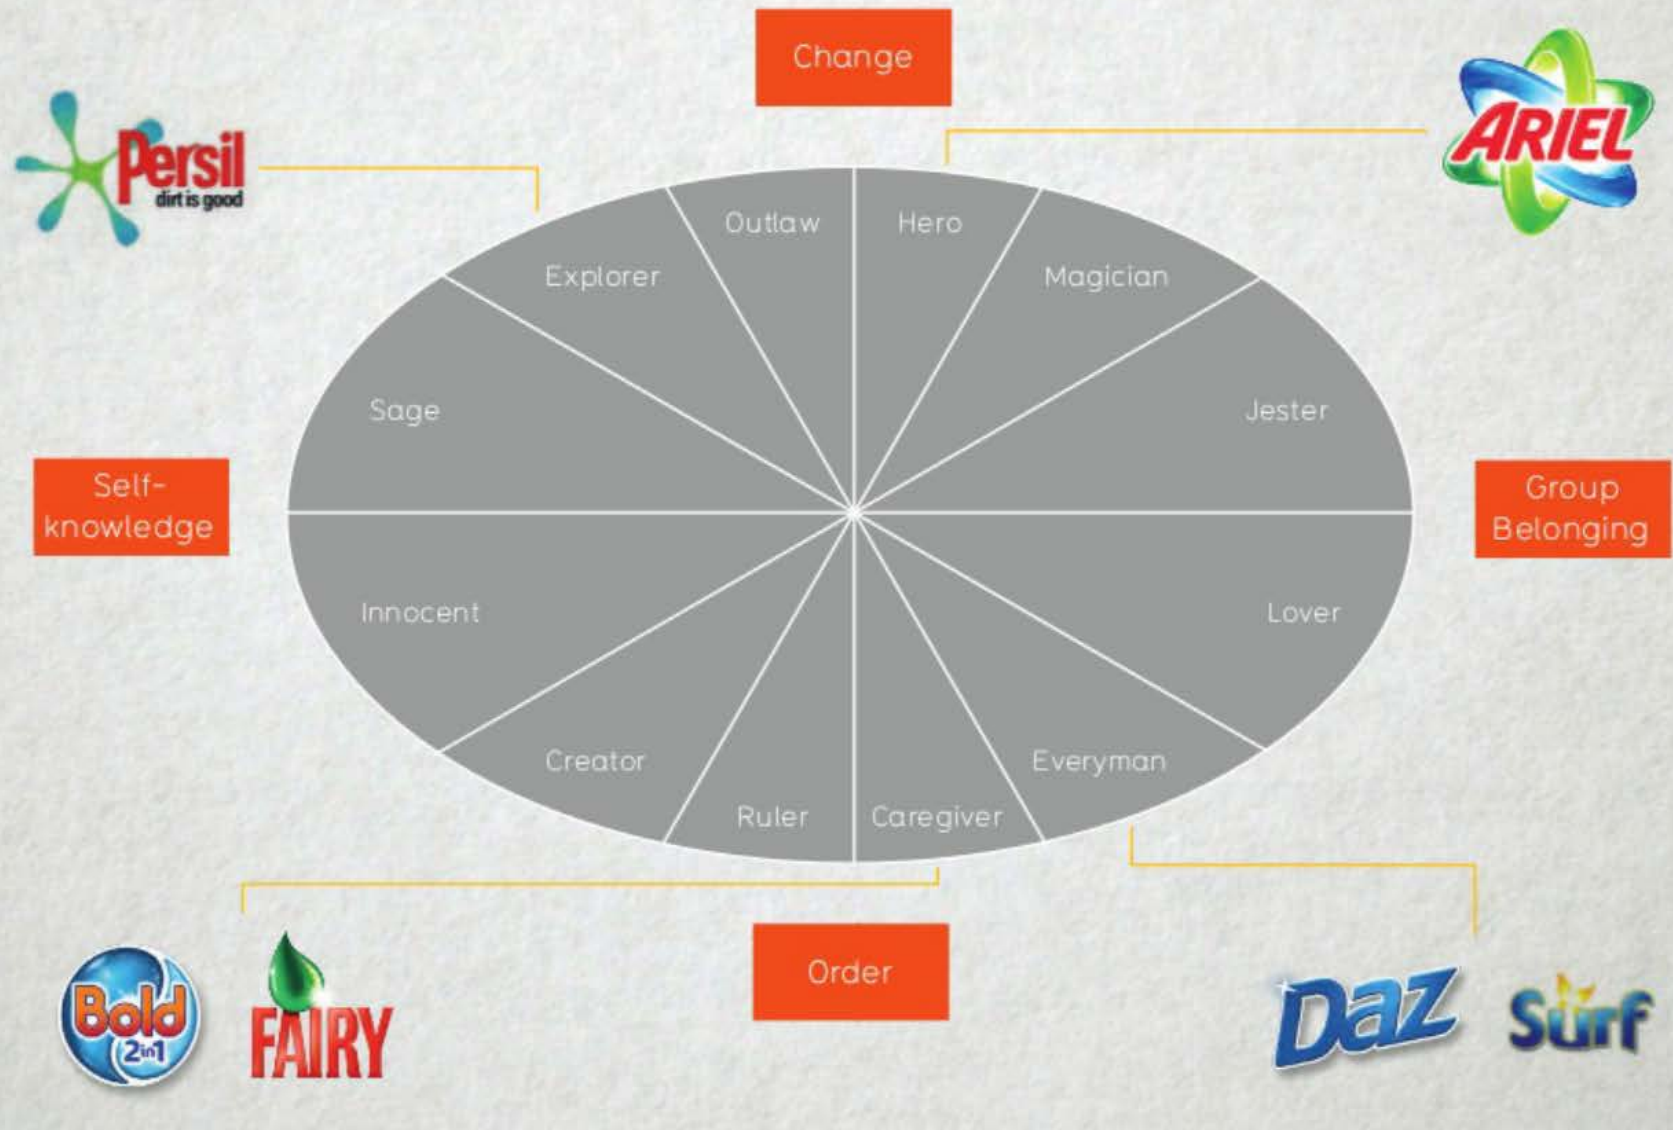 Change
ARIEL
Persil
dirt is good
Outlaw
Hero
Explorer
Magician
Sage
Jester
Self-
knowledge
Group
Belonging
Innocent
Lover
Creator
Everyman
Ruler
Caregiver
Order
Bold
2in1
FAIRY
Daz
Surf